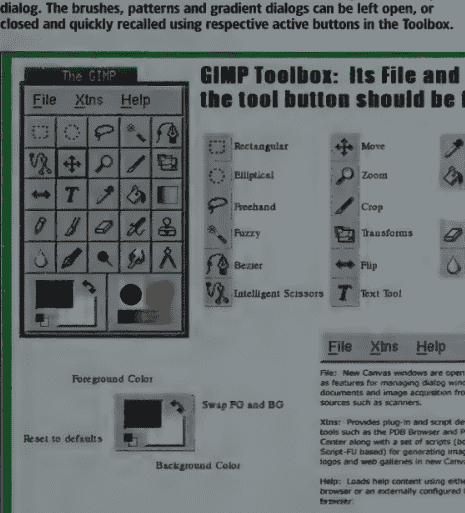 dialog. The brushes, patterns and gradient dialogs can be left open, or
closed and quickly recalled using respective active buttons in the Toolbox.
The GIMP
File Xtns Help
GIMP Toolbox: Its File and
the tool button should be
Rectangular
Elliptical
Freehand
Fuzzy
Bezier
Intelligent Scissors
Move
Zoom
Crop
Transforms
Flip
Text Tool
Foreground Color
Swap FG and BG
Reset to defaults
Background Color
File Xtns Help
File: New Canvas windows are open
as features for managing dialog
documents and image acquisition
sources such as scanners.
Xtns: Provides plug-in and script
tools such as the PDB Browser and
Center along with a set of scripts
Script-FU based) for generating
logos and web galleries in new
Help: Loads help content using
browser or an externally configured
browser.